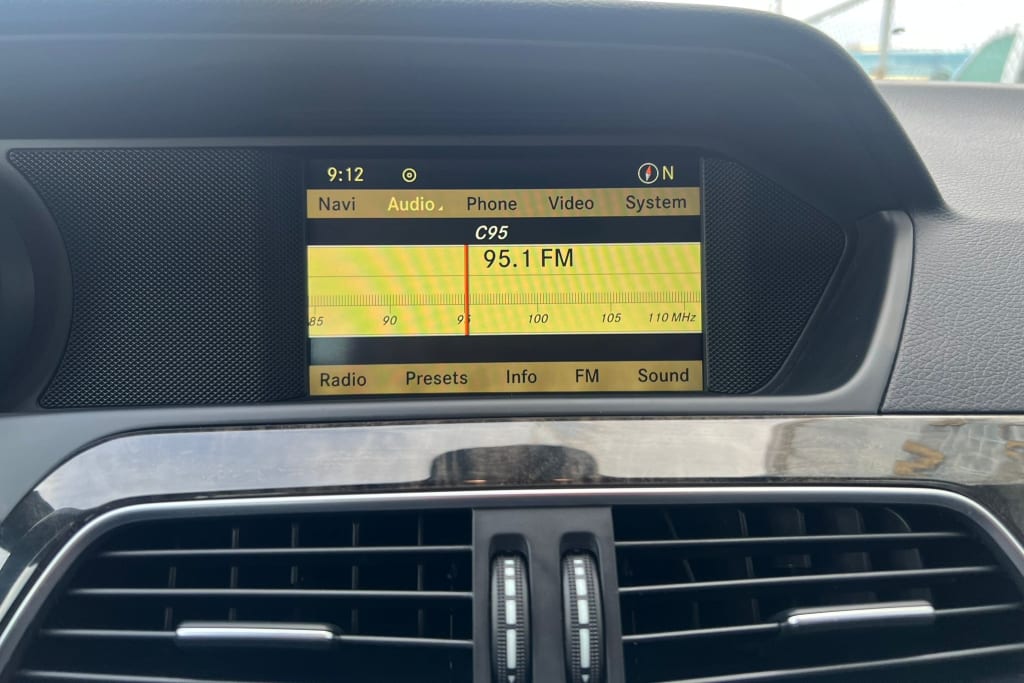 9:12 N
Navi Audio Phone Video System
C95
95.1 FM
85 90 95 100 105 110 MHz
Radio Presets Info FM Sound